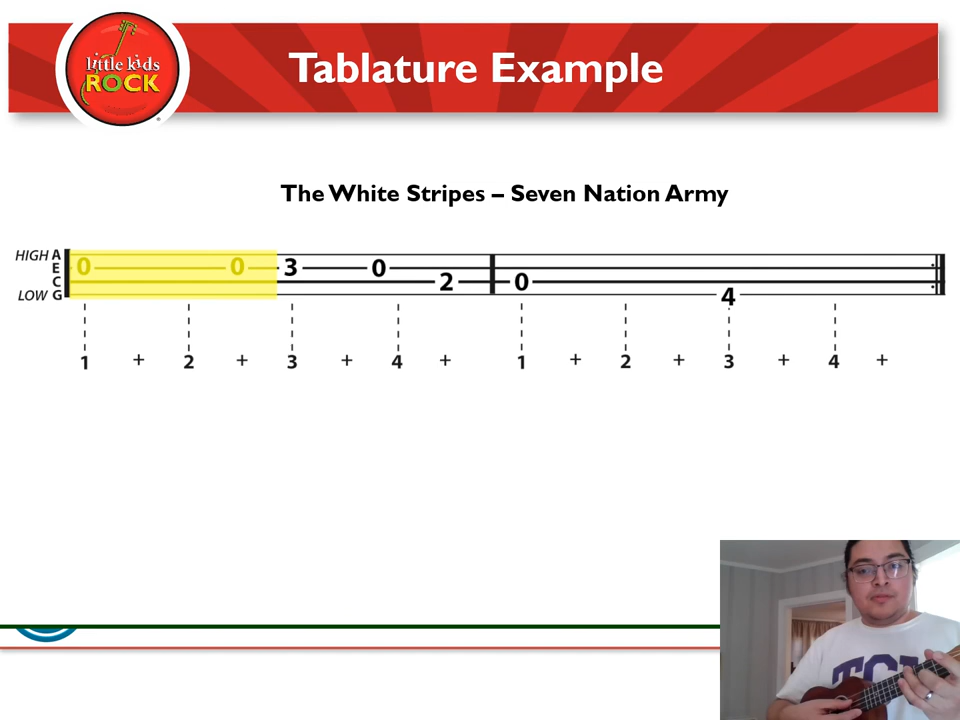 little kids
ROCK
®
Tablature Example
The White Stripes – Seven Nation Army
HIGH A
E
C
LOW G
0 0 3 0 2 0 4
1 + 2 + 3 + 4 + 1 + 2 + 3 + 4 +
TCU